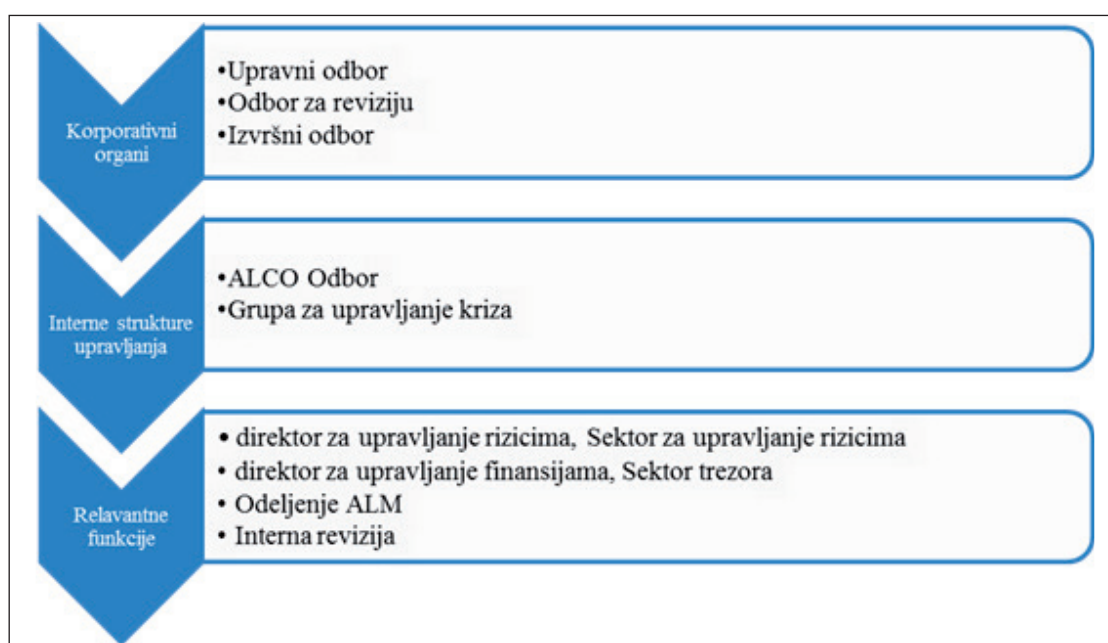 Korporativni
organi
•Upravni odbor
•Odbor za reviziju
•Izvršni odbor
Interne strukture
upravljanja
•ALCO Odbor
•Grupa za upravljanje kriza
Relavantne
funkcije
• direktor za upravljanje rizicima, Sektor za upravljanje rizicima
• direktor za upravljanje finansijama, Sektor trezora
• Odeljenje ALM
• Interna revizija